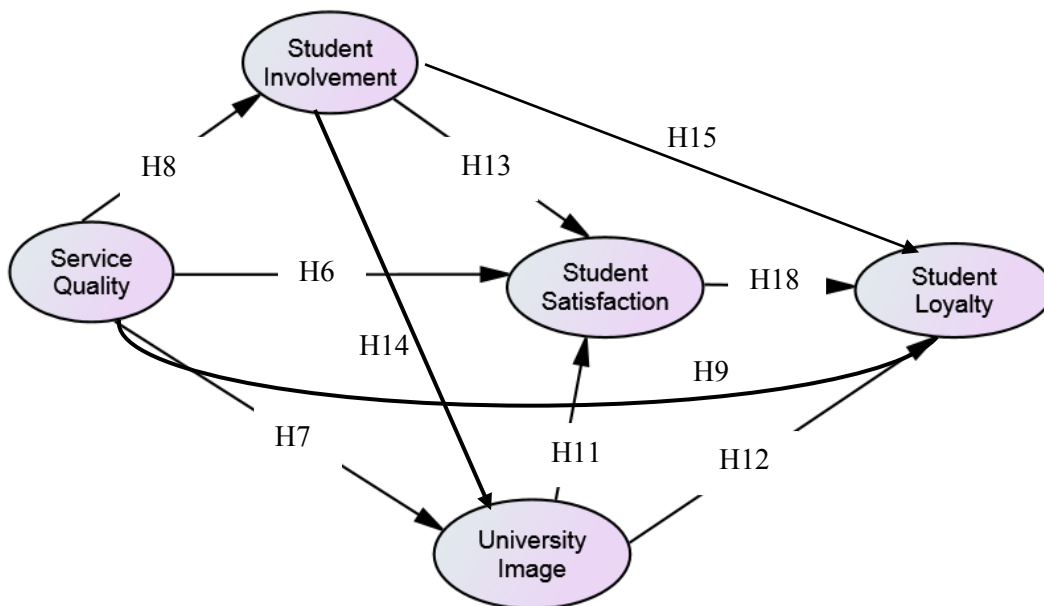 Student
Involvement
H15
H8
H13
Service
Quality
H6
Student
Satisfaction
H18
Student
Loyalty
H14
H9
H7
H11
H12
University
Image